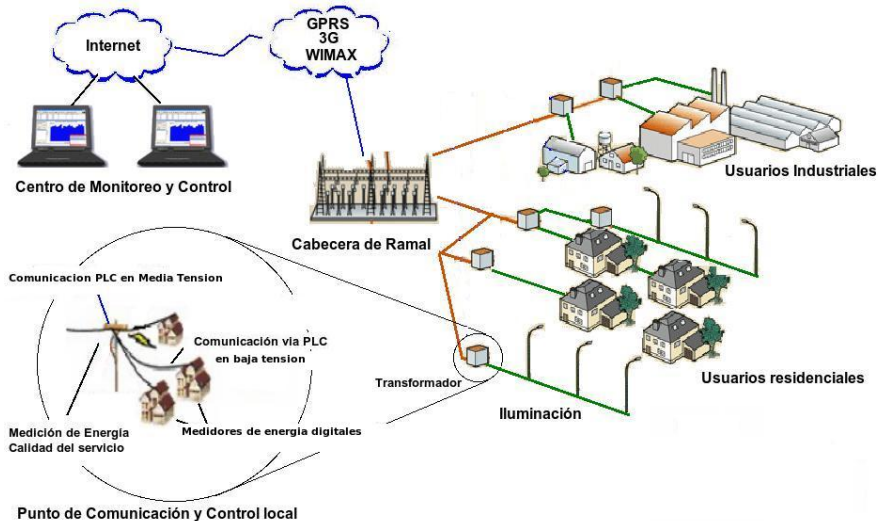 GPRS
3G
WIMAX
Internet
Centro de Monitoreo y Control
Cabecera de Ramal
Usuarios Industriales
Comunicacion PLC en Media Tension
Comunicación via PLC
en baja tension
Transformador
Usuarios residenciales
Iluminación
Medición de Energía
Calidad del servicio
Medidores de energia digitales
Punto de Comunicación y Control local